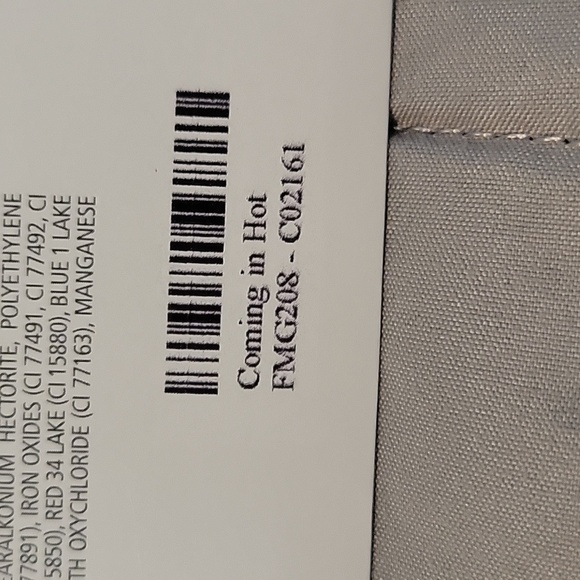 ARALKONIUM HECTORITE, POLYETHYLENE
77891), IRON OXIDES (CI 77491, CI 77492, CI
5850), RED 34 LAKE (CI 15880), BLUE 1 LAKE
TH OXYCHLORIDE (CI 77163), MANGANESE
Coming in Hot
FMG208 - C02161